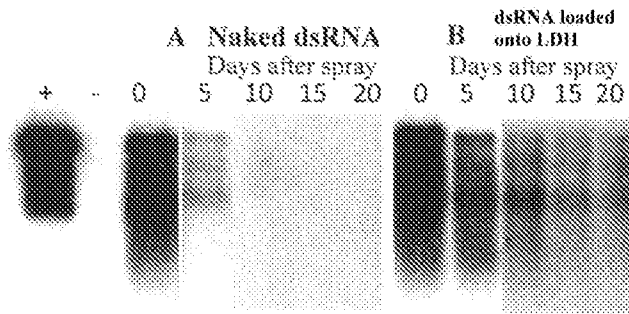 A Naked dsRNA
Days after spray
+ - 0 5 10 15 20
B dsRNA loaded
onto LDH
Days after spray
0 5 10 15 20